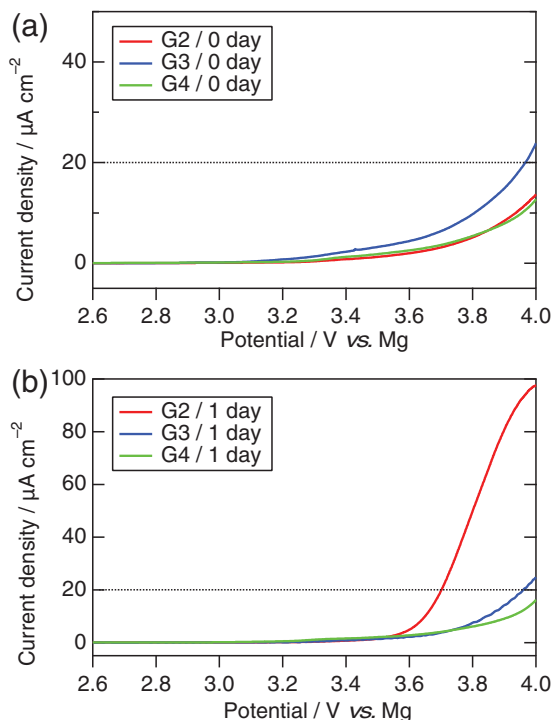 (a)
G2 / 0 day
G3 / 0 day
G4 / 0 day
40
20
0
Current density / µA cm⁻²
2.6 2.8 3.0 3.2 3.4 3.6 3.8 4.0
Potential / V vs. Mg
(b)
G2 / 1 day
G3 / 1 day
G4 / 1 day
100
80
60
40
20
0
Current density / µA cm⁻²
2.6 2.8 3.0 3.2 3.4 3.6 3.8 4.0
Potential / V vs. Mg